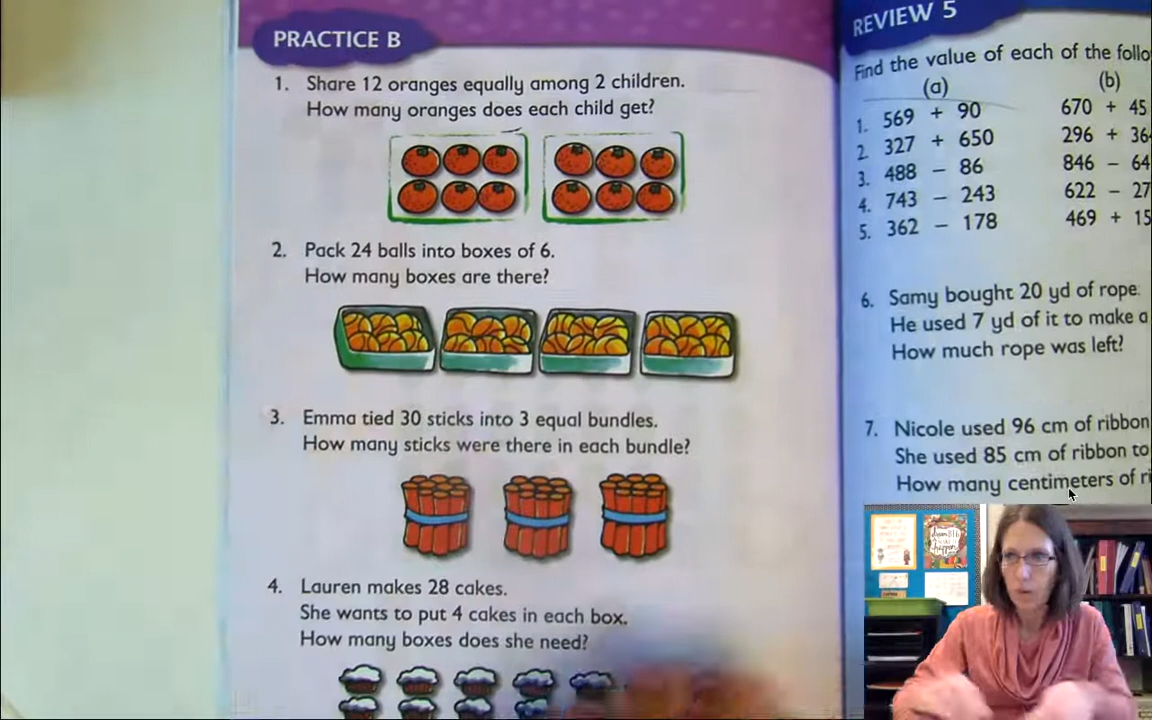 PRACTICE B
1. Share 12 oranges equally among 2 children.
How many oranges does each child get?
2. Pack 24 balls into boxes of 6.
How many boxes are there?
3. Emma tied 30 sticks into 3 equal bundles.
How many sticks were there in each bundle?
4. Lauren makes 28 cakes.
She wants to put 4 cakes in each box.
How many boxes does she need?
REVIEW 5
Find the value of each of the
(a) (b)
1. 569 + 90 670 + 45
2. 327 + 650 296 + 36
3. 488 − 86 846 − 64
4. 743 − 243 622 − 27
5. 362 − 178 469 + 15
6. Samy bought 20 yd of rope.
He used 7 yd of it to make a
How much rope was left?
7. Nicole used 96 cm of ribbon
She used 85 cm of ribbon to
How many centimeters of